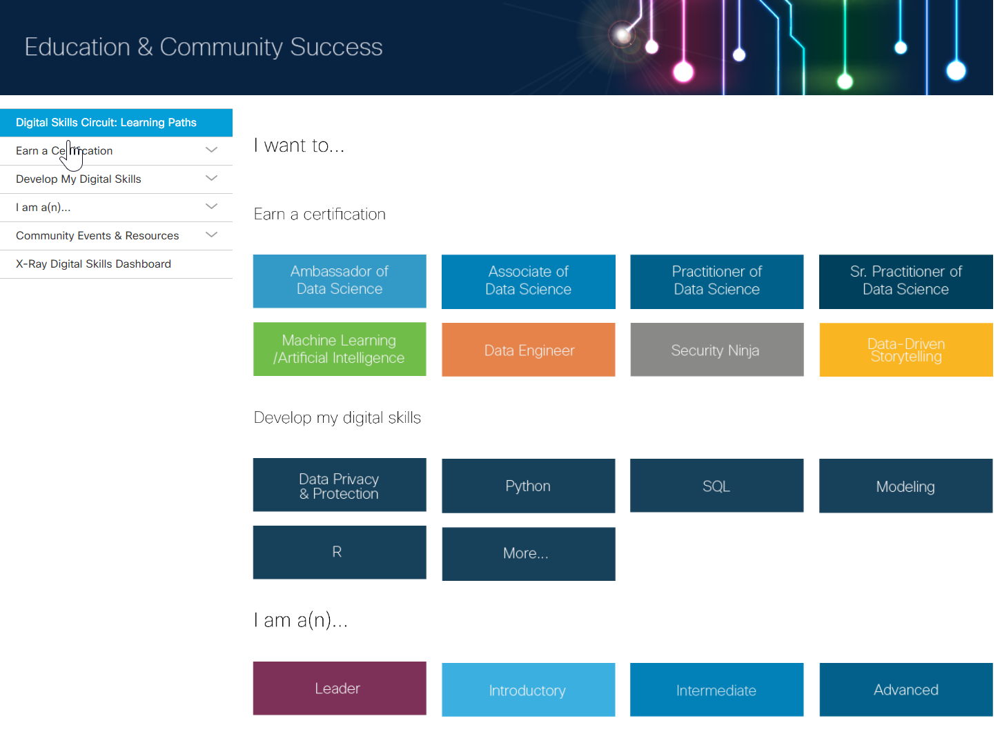 Education & Community Success
Digital Skills Circuit: Learning Paths
Earn a Certification
Develop My Digital Skills
I am a(n)...
Community Events & Resources
X-Ray Digital Skills Dashboard
I want to...
Earn a certification
Ambassador of
Data Science
Associate of
Data Science
Practitioner of
Data Science
Sr. Practitioner of
Data Science
Machine Learning
/Artificial Intelligence
Data Engineer
Security Ninja
Data-Driven
Storytelling
Develop my digital skills
Data Privacy
& Protection
Python
SQL
Modeling
R
More...
I am a(n)...
Leader
Introductory
Intermediate
Advanced